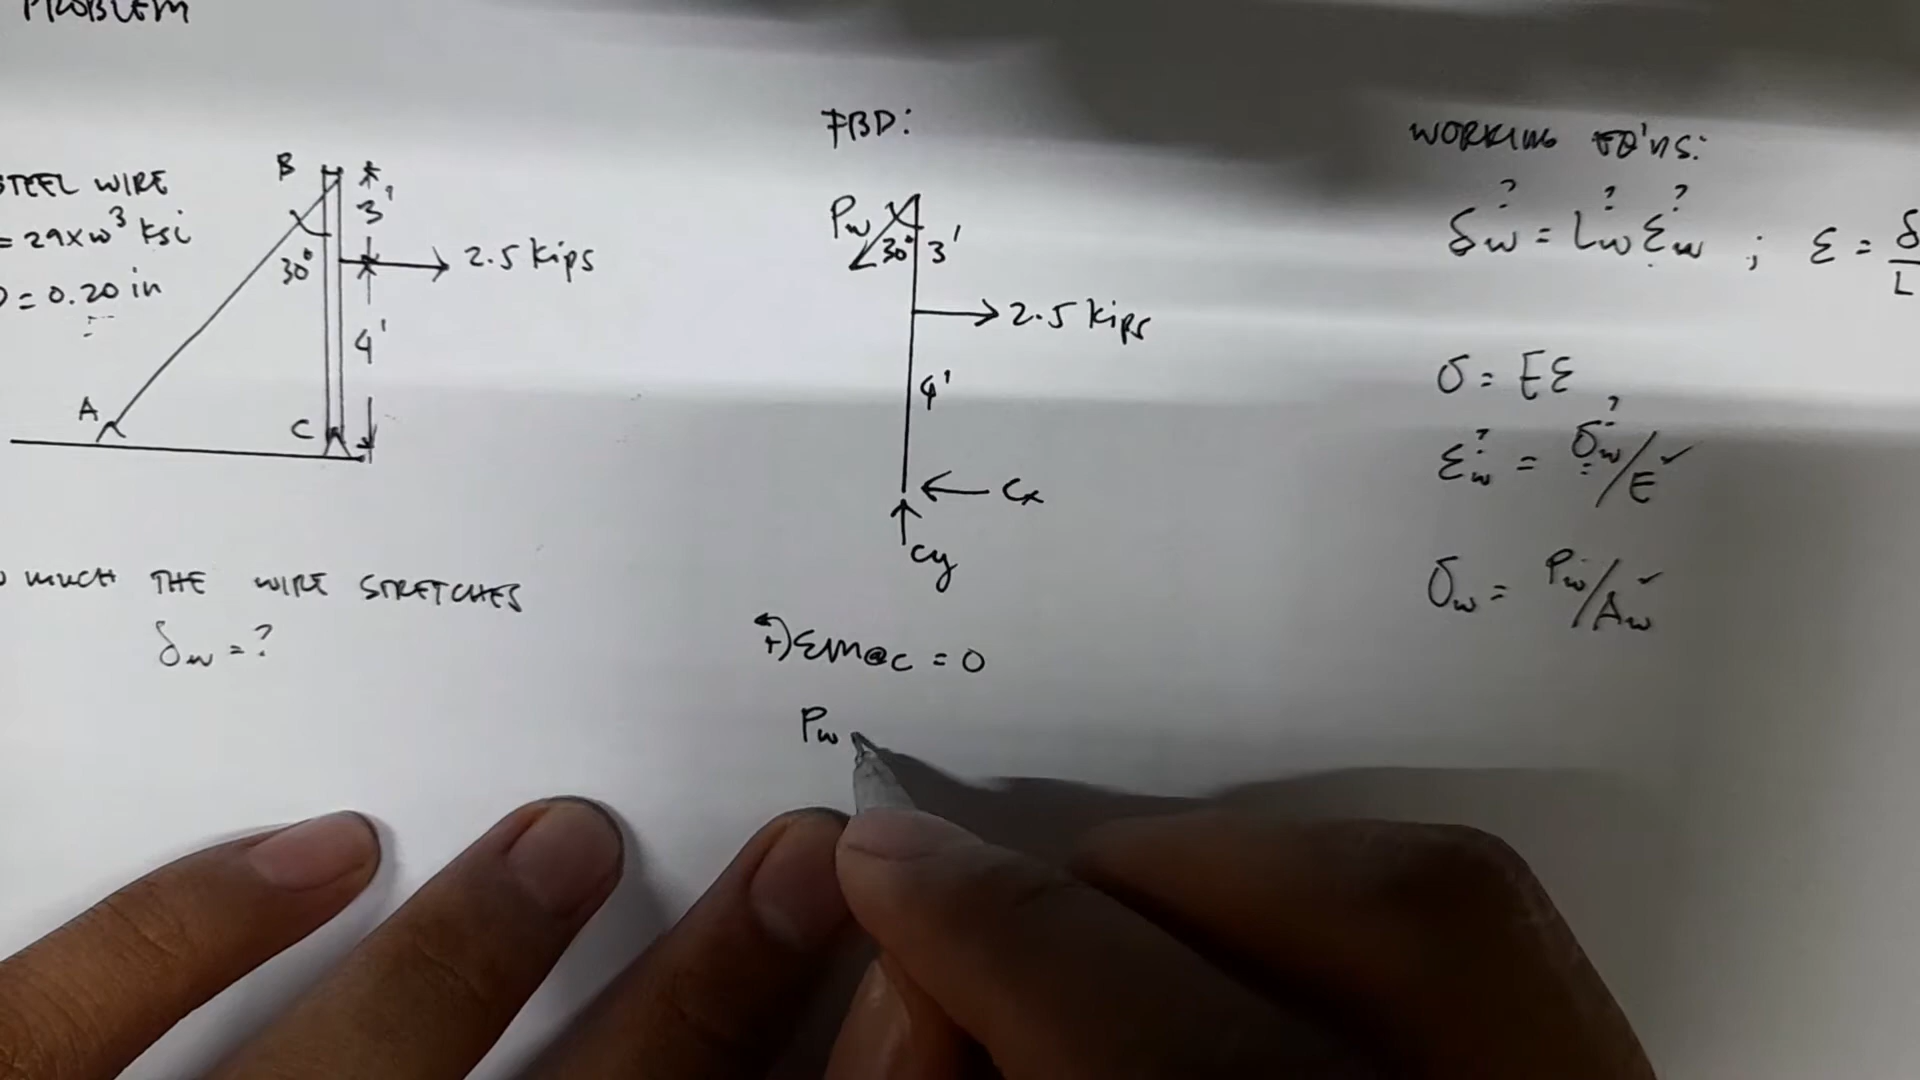 PROBLEM
STEEL WIRE
= 29x10³ ksi
= 0.20 in
B
3'
30°
2.5 kips
4'
A
C
MUCH THE WIRE STRETCHES
δw = ?
FBD:
Pw
30°
3'
2.5 kips
4'
Cx
Cy
+) ΣM@C = 0
Pw
WORKING EQ'NS:
? ? ?
δw = Lw εw ; ε = δ/L
σ = Eε
? ?
εw = σw/E ✓
σw = Pw/Aw ✓